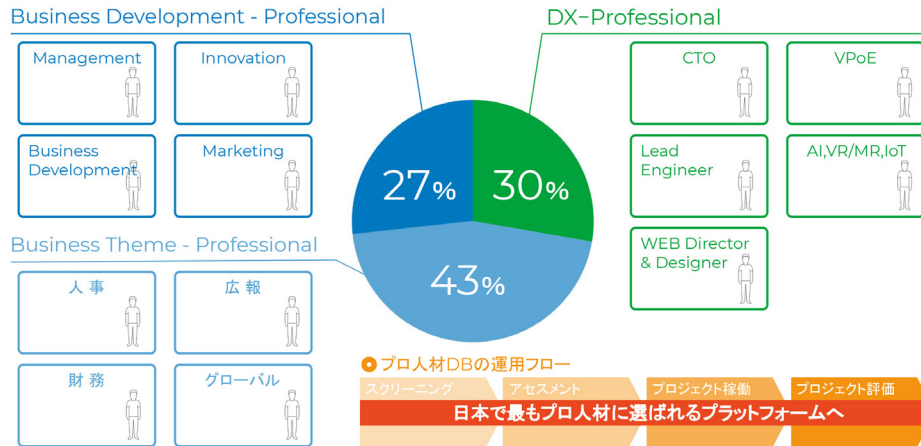 Business Development - Professional
Management
Innovation
Business
Development
Marketing
Business Theme - Professional
人事
広報
財務
グローバル
27%
30%
43%
DX-Professional
CTO
VPoE
Lead
Engineer
AI,VR/MR,IoT
WEB Director
& Designer
プロ人材DBの運用フロー
スクリーニング
アセスメント
プロジェクト稼働
プロジェクト評価
日本で最もプロ人材に選ばれるプラットフォームへ